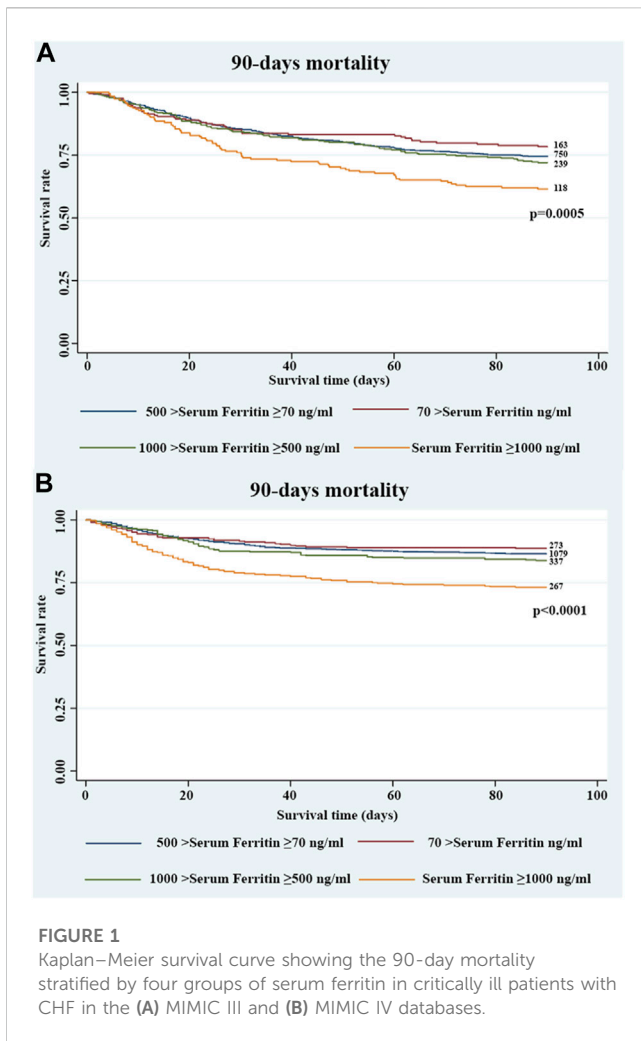 A
90-days mortality
1.00
0.75
0.50
0.25
0.00
Survival rate
163
750
239
118
p=0.0005
0 20 40 60 80 100
Survival time (days)
500 >Serum Ferritin ≥70 ng/ml 70 >Serum Ferritin ng/ml
1000 >Serum Ferritin ≥500 ng/ml Serum Ferritin ≥1000 ng/ml
B
90-days mortality
1.00
0.75
0.50
0.25
0.00
Survival rate
273
1079
337
267
p<0.0001
0 20 40 60 80 100
Survival time (days)
500 >Serum Ferritin ≥70 ng/ml 70 >Serum Ferritin ng/ml
1000 >Serum Ferritin ≥500 ng/ml Serum Ferritin ≥1000 ng/ml
FIGURE 1
Kaplan–Meier survival curve showing the 90-day mortality
stratified by four groups of serum ferritin in critically ill patients with
CHF in the (A) MIMIC III and (B) MIMIC IV databases.